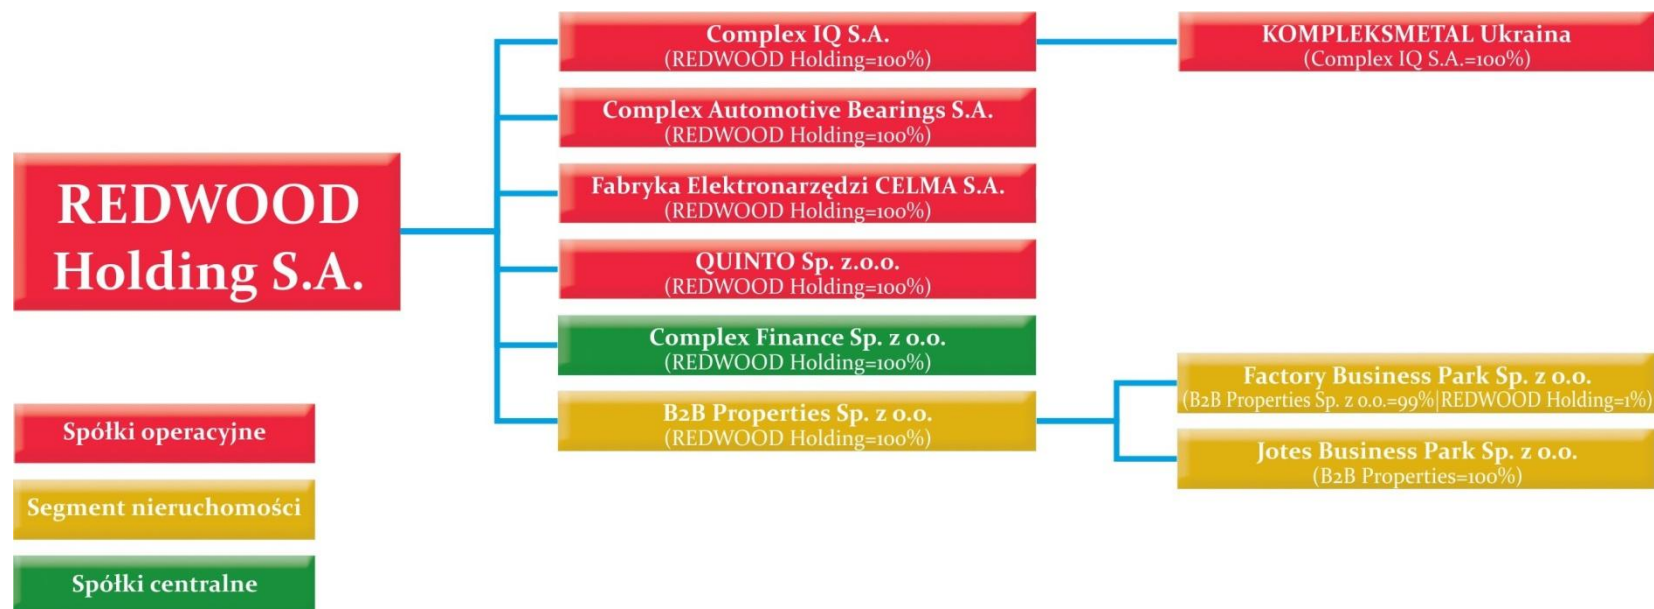 REDWOOD
Holding S.A.
Complex IQ S.A.
(REDWOOD Holding=100%)
KOMPLEKSMETAL Ukraina
(Complex IQ S.A.=100%)
Complex Automotive Bearings S.A.
(REDWOOD Holding=100%)
Fabryka Elektronarzędzi CELMA S.A.
(REDWOOD Holding=100%)
QUINTO Sp. z.o.o.
(REDWOOD Holding=100%)
Complex Finance Sp. z o.o.
(REDWOOD Holding=100%)
B2B Properties Sp. z o.o.
(REDWOOD Holding=100%)
Factory Business Park Sp. z o.o.
(B2B Properties Sp. z o.o.=99%|REDWOOD Holding=1%)
Jotes Business Park Sp. z o.o.
(B2B Properties=100%)
Spółki operacyjne
Segment nieruchomości
Spółki centralne